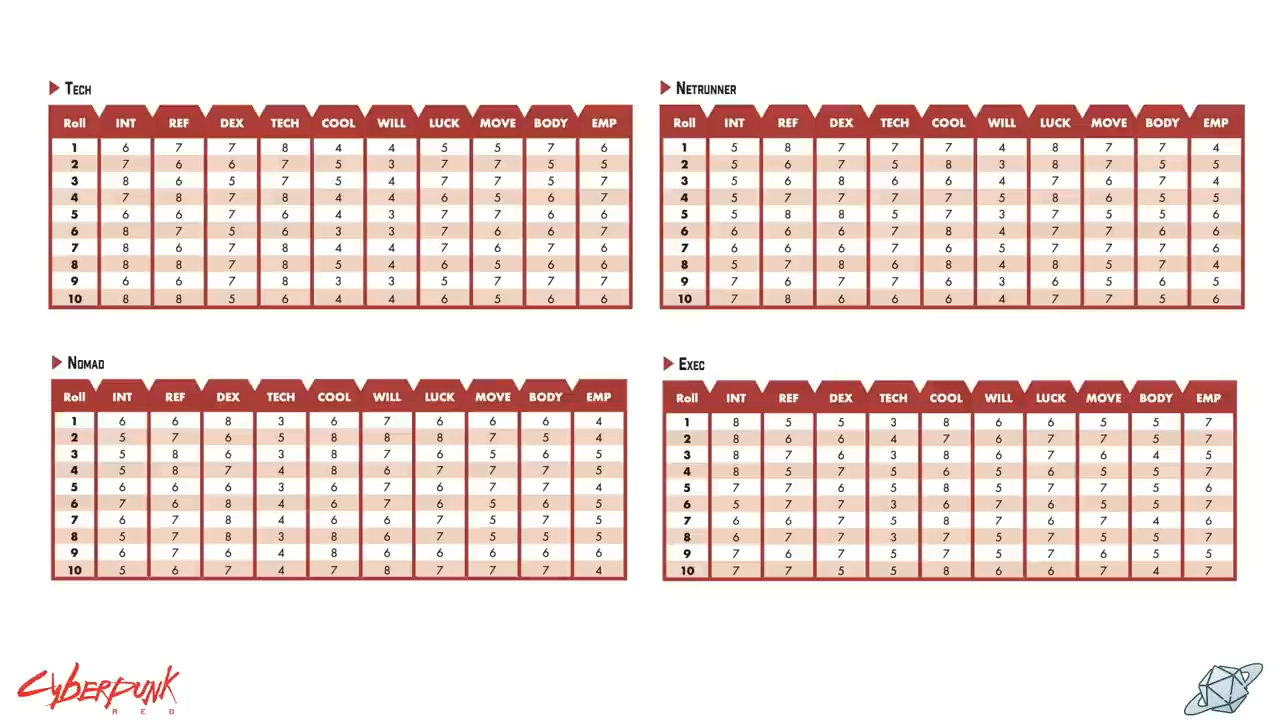 Tech
Roll INT REF DEX TECH COOL WILL LUCK MOVE BODY EMP
1 6 7 7 8 4 4 5 5 7 6
2 7 6 6 7 5 3 7 7 5 5
3 8 6 5 7 5 4 7 7 5 7
4 7 8 7 8 4 4 6 5 6 7
5 6 6 7 6 4 3 7 5 6 6
6 8 7 5 6 3 3 7 6 6 7
7 8 6 7 8 4 4 7 6 7 6
8 8 8 7 8 5 4 6 5 6 6
9 6 6 7 8 3 3 5 7 7 7
10 8 8 5 6 4 4 6 5 6 6
Netrunner
Roll INT REF DEX TECH COOL WILL LUCK MOVE BODY EMP
1 5 8 7 7 7 4 8 7 7 4
2 5 6 7 5 8 3 8 7 5 5
3 5 6 8 6 6 4 7 6 7 4
4 5 7 7 7 7 5 8 6 5 5
5 5 8 8 5 7 3 7 5 5 6
6 6 6 6 7 8 4 7 7 6 6
7 6 6 6 7 6 5 7 7 7 6
8 5 7 8 6 8 4 8 5 7 4
9 7 6 7 7 6 3 6 5 6 5
10 7 8 6 6 6 4 7 7 5 6
Nomad
Roll INT REF DEX TECH COOL WILL LUCK MOVE BODY EMP
1 6 6 8 3 6 7 6 6 6 4
2 5 7 6 5 8 8 8 7 5 4
3 5 8 6 3 8 7 6 5 6 5
4 5 8 7 4 8 6 7 7 7 5
5 6 6 6 3 6 7 6 7 7 4
6 7 6 8 4 6 7 6 5 6 5
7 6 7 8 4 6 6 7 5 7 5
8 5 7 8 3 8 6 7 5 5 5
9 6 7 6 4 8 6 6 6 6 6
10 5 6 7 4 7 8 7 7 7 4
Exec
Roll INT REF DEX TECH COOL WILL LUCK MOVE BODY EMP
1 8 5 5 3 8 6 6 5 5 7
2 8 6 6 4 7 6 7 7 5 7
3 8 7 6 3 8 7 6 6 4 5
4 8 5 7 5 6 7 6 5 5 7
5 7 7 6 5 8 5 7 7 5 6
6 5 7 7 3 6 7 6 5 5 7
7 6 6 7 5 8 7 6 7 4 6
8 6 7 7 3 7 5 7 5 5 7
9 7 6 7 5 7 5 7 6 5 5
10 7 7 5 5 8 6 6 7 4 7
Cyberpunk
RED